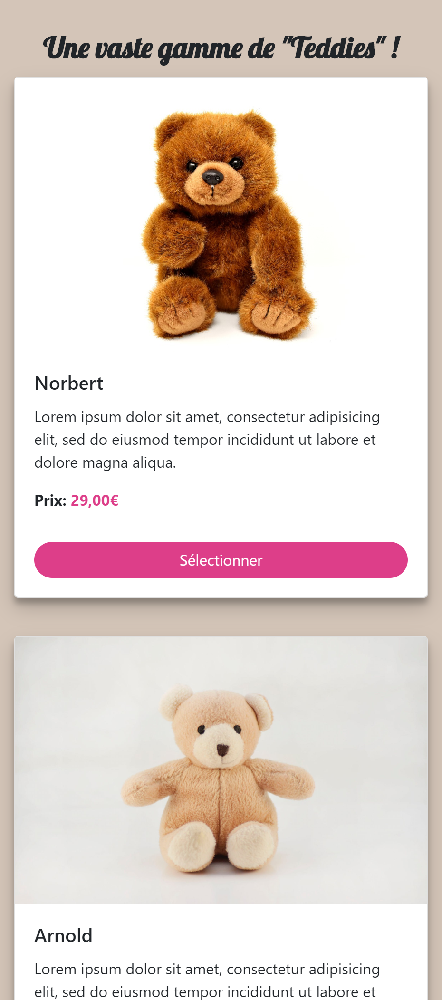 Une vaste gamme de "Teddies" !
Norbert
Lorem ipsum dolor sit amet, consectetur adipisicing
elit, sed do eiusmod tempor incididunt ut labore et
dolore magna aliqua.
Prix: 29,00€
Sélectionner
Arnold
Lorem ipsum dolor sit amet, consectetur adipisicing
elit, sed do eiusmod tempor incididunt ut labore et